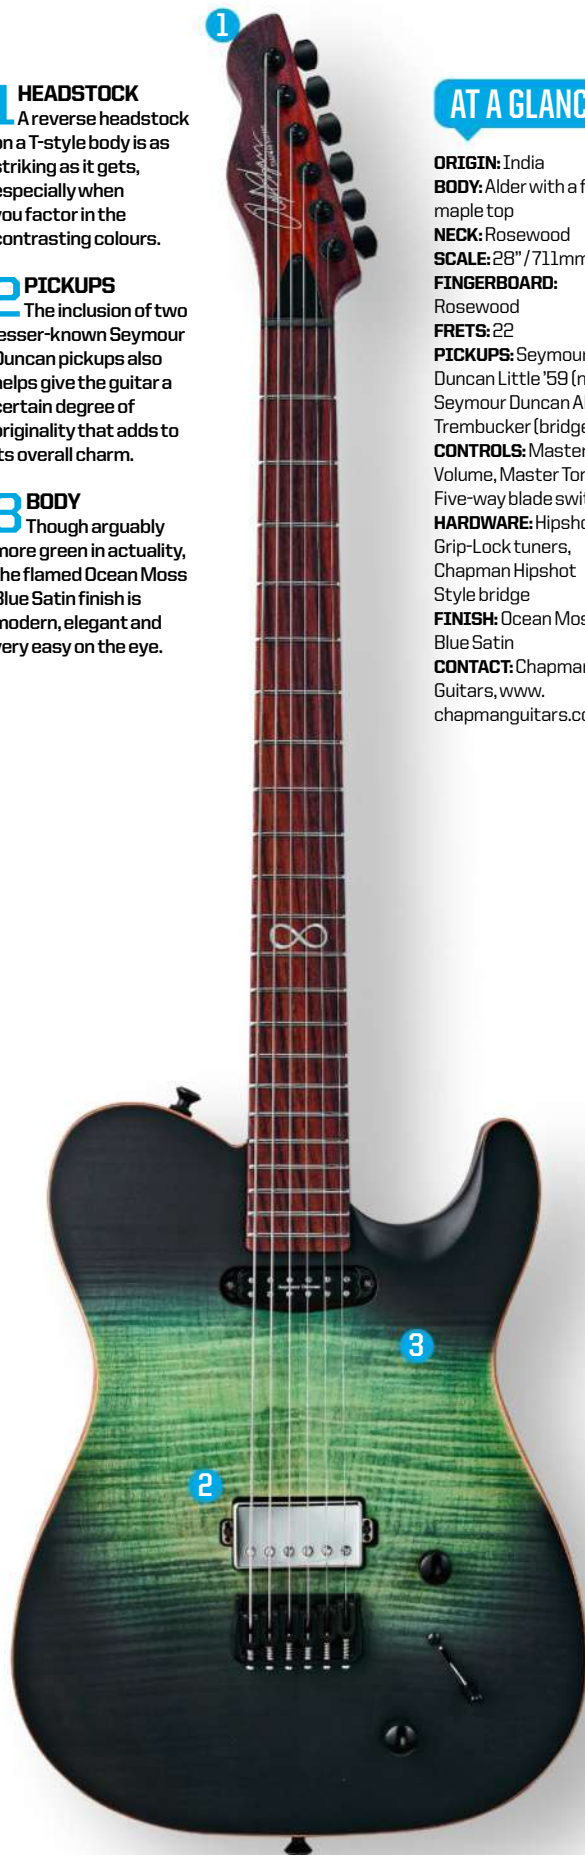 1
HEADSTOCK
A reverse headstock
on a T-style body is as
striking as it gets,
especially when
you factor in the
contrasting colours.
2
PICKUPS
The inclusion of two
lesser-known Seymour
Duncan pickups also
helps give the guitar a
certain degree of
originality that adds to
its overall charm.
3
BODY
Though arguably
more green in actuality,
the flamed Ocean Moss
Blue Satin finish is
modern, elegant and
very easy on the eye.
1
3
2
Seymour Duncan
AT A GLANC
ORIGIN: India
BODY: Alder with a f
maple top
NECK: Rosewood
SCALE: 28”/711mm
FINGERBOARD:
Rosewood
FRETS: 22
PICKUPS: Seymour
Duncan Little ’59 (n
Seymour Duncan Al
Trembucker (bridge
CONTROLS: Master
Volume, Master Ton
Five-way blade swit
HARDWARE: Hipsho
Grip-Lock tuners,
Chapman Hipshot
Style bridge
FINISH: Ocean Mos
Blue Satin
CONTACT: Chapman
Guitars, www.
chapmanguitars.co